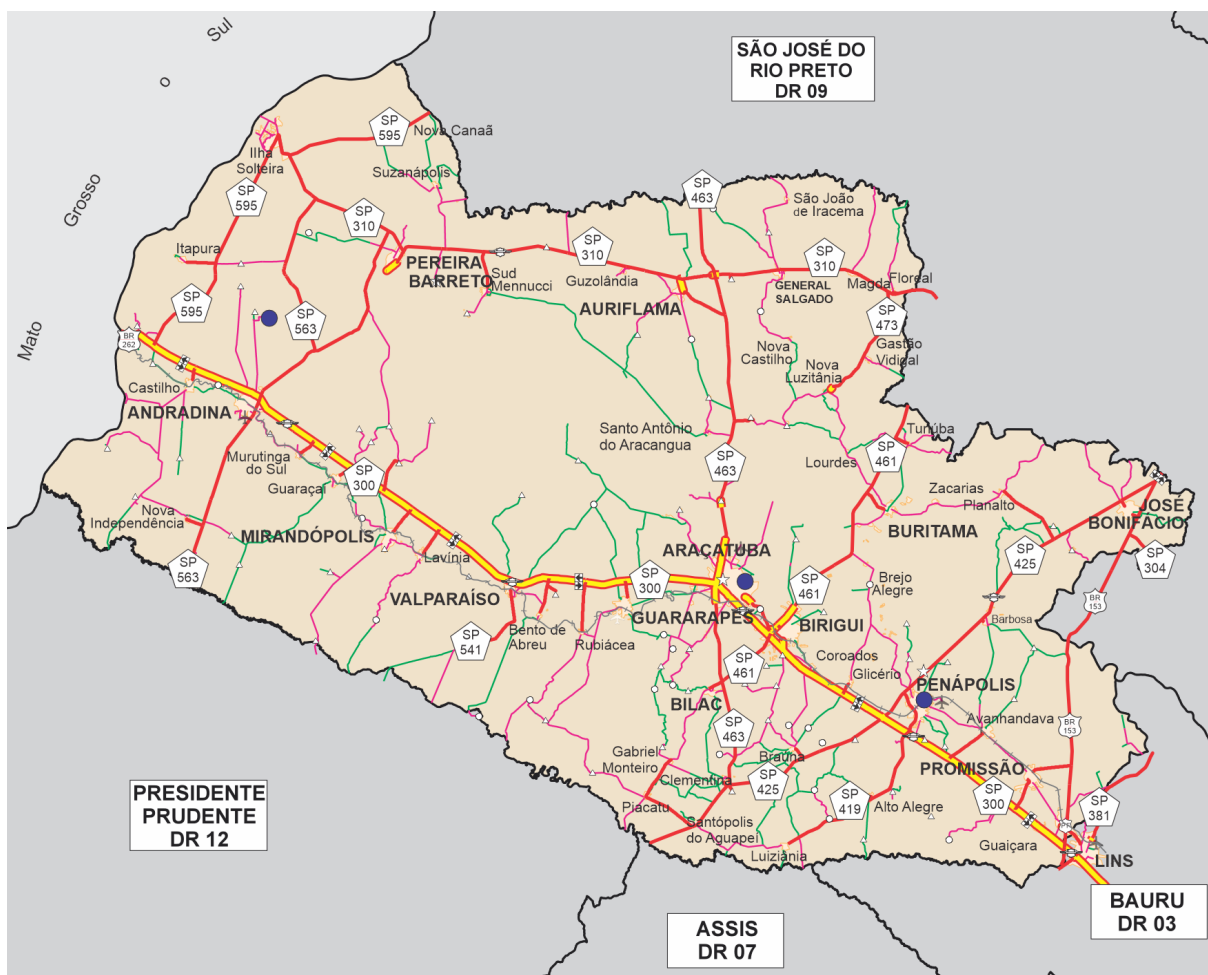 Sul
o
Grosso
Mato
SÃO JOSÉ DO
RIO PRETO
DR 09
SP
595
Nova Canaã
Ilha
Solteira
Suzanápolis
SP
595
SP
310
SP
463
São João
de Iracema
Itapura
PEREIRA
BARRETO
Sud
Mennucci
SP
310
Guzolândia
AURIFLAMA
SP
310
GENERAL
SALGADO
Magda
Floreal
SP
595
SP
563
SP
473
BR
262
Nova
Castilho
Gastão
Vidigal
Nova
Luzitânia
Castilho
ANDRADINA
Santo Antônio
do Aracangua
Turiúba
Murutinga
do Sul
SP
300
Guaraçaí
SP
463
Lourdes
SP
461
Zacarias
Planalto
Nova
Independência
MIRANDÓPOLIS
BURITAMA
JOSÉ
BONIFÁCIO
Lavínia
ARAÇATUBA
SP
425
SP
304
SP
563
VALPARAÍSO
SP
300
SP
461
Brejo
Alegre
BR
153
GUARARAPES
BIRIGUI
Barbosa
Bento de
Abreu
Rubiácea
SP
541
SP
461
Coroados
Glicério
PENÁPOLIS
BILAC
Avanhandava
SP
463
BR
153
Gabriel
Monteiro
Braúna
Clementina
SP
425
PROMISSÃO
SP
300
Piacatu
SP
419
Alto Alegre
SP
381
Santópolis
do Aguapeí
Luiziânia
Guaiçara
LINS
PRESIDENTE
PRUDENTE
DR 12
ASSIS
DR 07
BAURU
DR 03